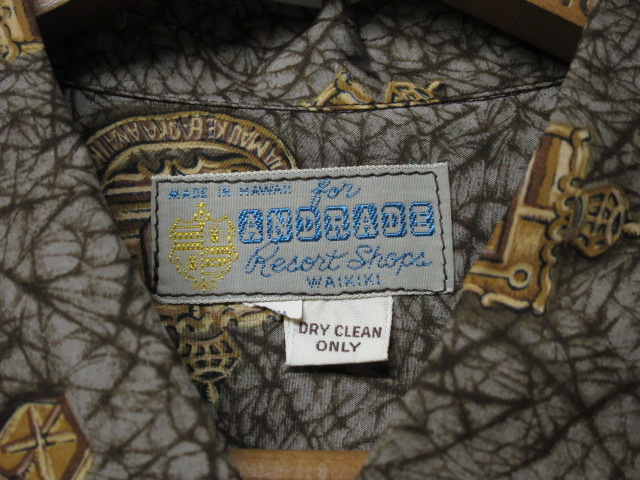 MADE IN HAWAII for
ANDRADE
Resort Shops
WAIKIKI
DRY CLEAN
ONLY